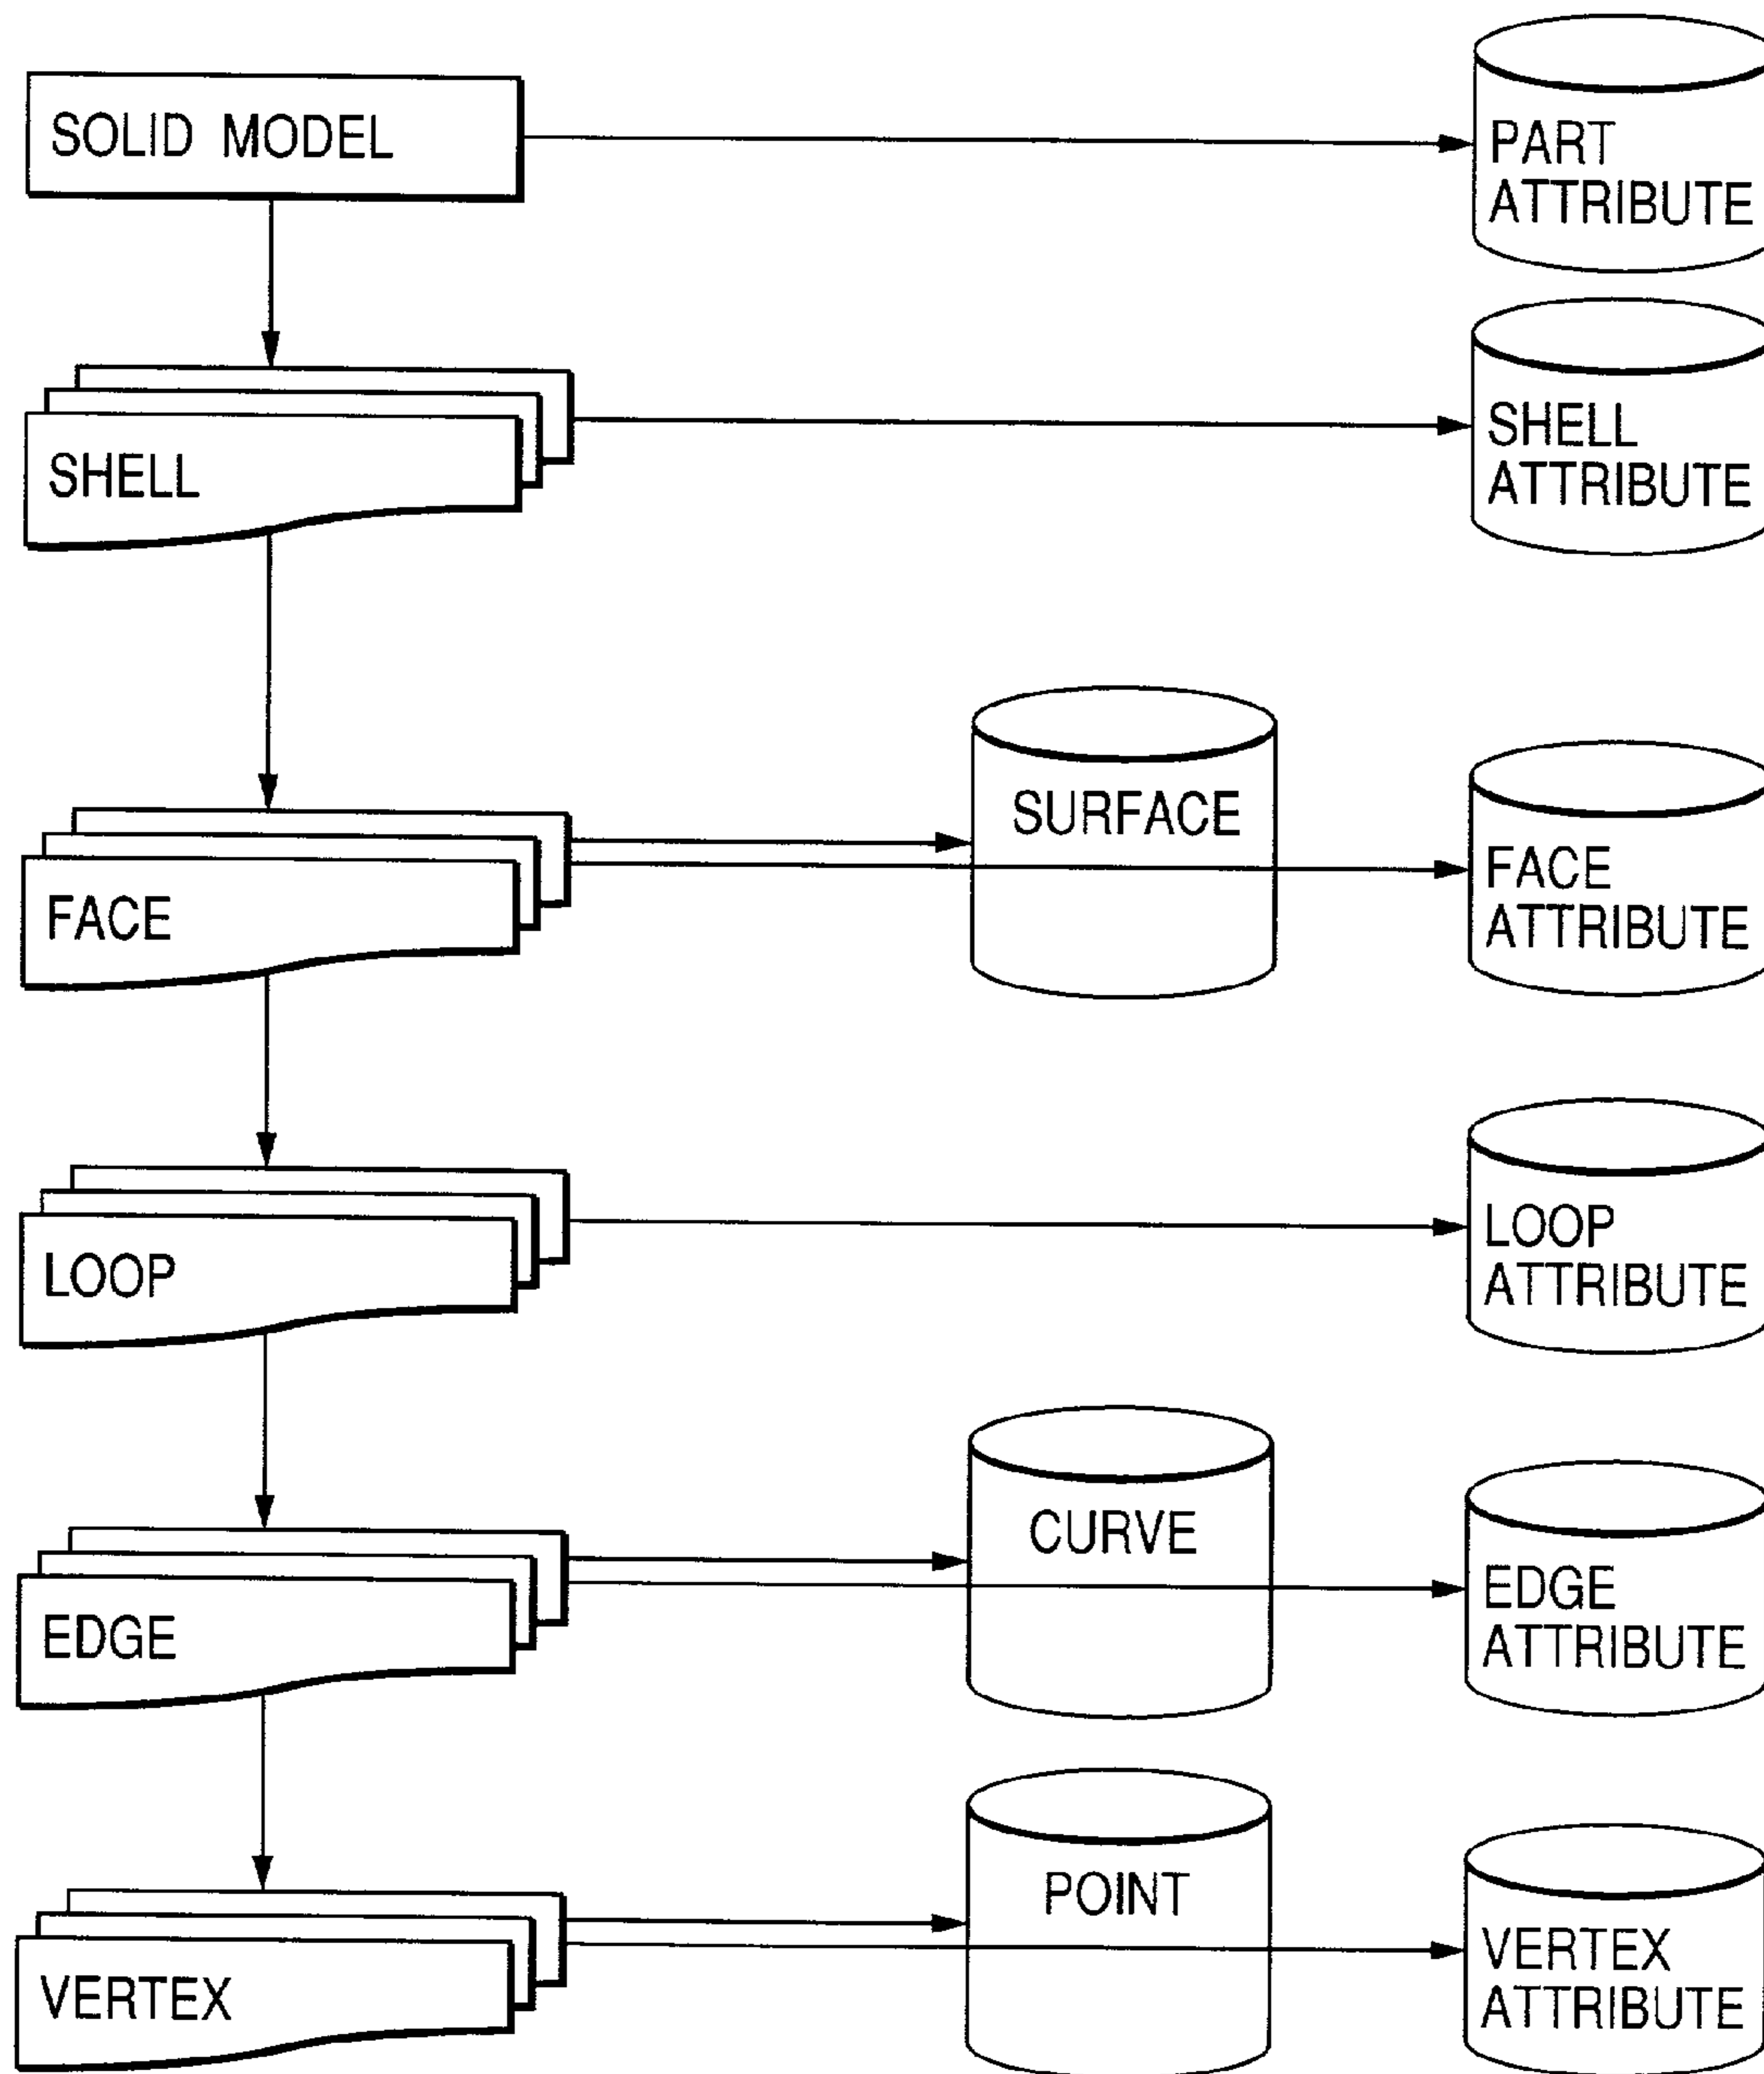 SOLID MODEL
PART
ATTRIBUTE
SHELL
SHELL
ATTRIBUTE
FACE
SURFACE
FACE
ATTRIBUTE
LOOP
LOOP
ATTRIBUTE
EDGE
CURVE
EDGE
ATTRIBUTE
VERTEX
POINT
VERTEX
ATTRIBUTE